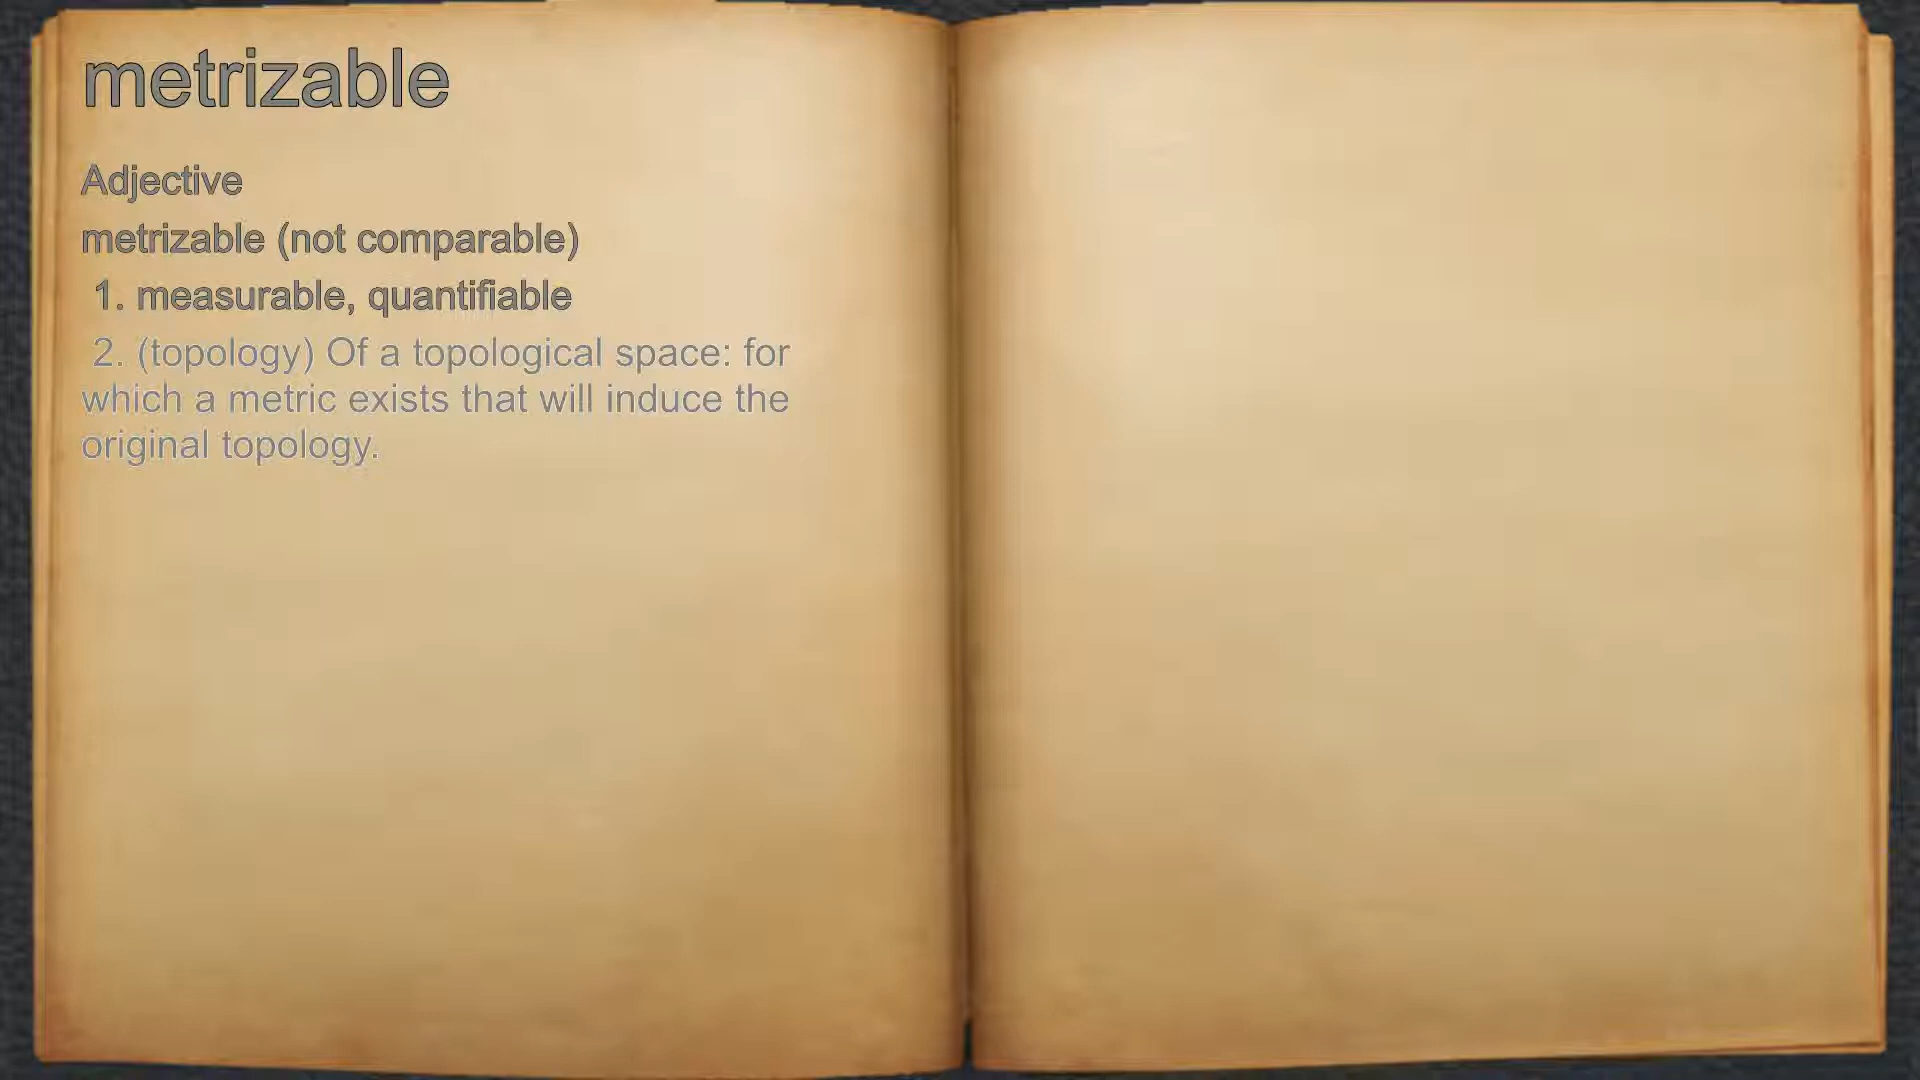 metrizable
Adjective
metrizable (not comparable)
1. measurable, quantifiable
2. (topology) Of a topological space: for
which a metric exists that will induce the
original topology.